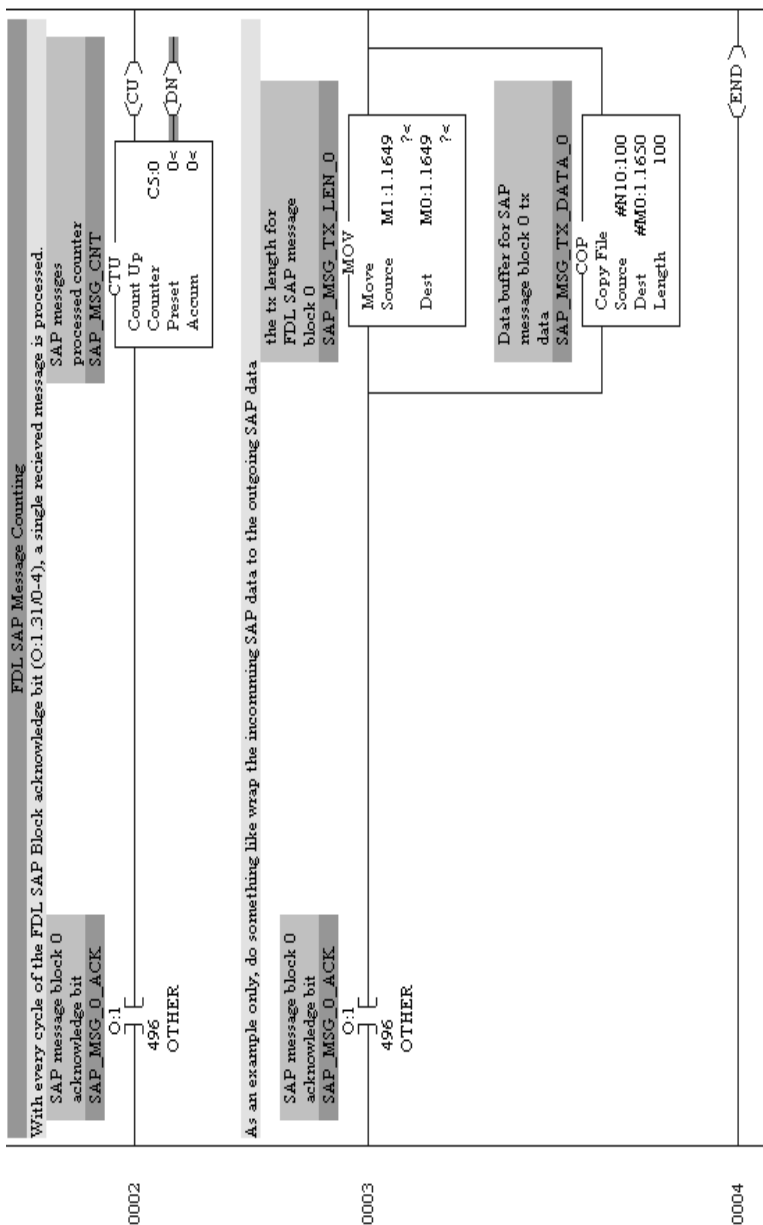 FDL SAP Message Counting
With every cycle of the FDL SAP Block acknowledge bit (O:1.31/0-4), a single recieved message is processed.
SAP message block 0
acknowledge bit
SAP_MSG_0_ACK
O:1
496
OTHER
SAP messges
processed counter
SAP_MSG_CNT
CTU
Count Up
Counter C5:0
Preset 0<
Accum 0<
CU
DN
0002
As an example only, do something like wrap the incomming SAP data to the outgoing SAP data
SAP message block 0
acknowledge bit
SAP_MSG_0_ACK
O:1
496
OTHER
the tx length for
FDL SAP message
block 0
SAP_MSG_TX_LEN_0
MOV
Move
Source M1:1.1649
?<
Dest M0:1.1649
?<
0003
Data buffer for SAP
message block 0 tx
data
SAP_MSG_TX_DATA_0
COP
Copy File
Source #N10:100
Dest #M0:1.1650
Length 100
0004
END